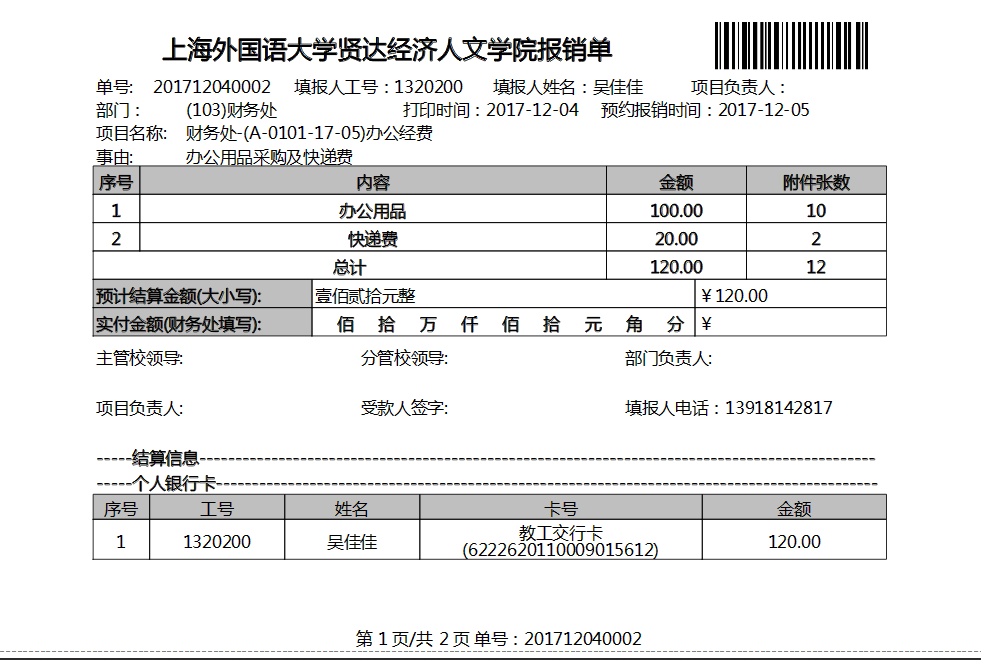 上海外国语大学贤达经济人文学院报销单
单号: 201712040002 填报人工号：1320200 填报人姓名：吴佳佳 项目负责人：
部门： (103)财务处 打印时间：2017-12-04 预约报销时间：2017-12-05
项目名称: 财务处-(A-0101-17-05)办公经费
事由: 办公用品采购及快递费
序号 内容 金额 附件张数
1 办公用品 100.00 10
2 快递费 20.00 2
总计 120.00 12
预计结算金额(大小写): 壹佰贰拾元整 ￥120.00
实付金额(财务处填写): 佰 拾 万 仟 佰 拾 元 角 分 ￥
主管校领导: 分管校领导: 部门负责人:
项目负责人: 受款人签字: 填报人电话：13918142817
-----结算信息-----
-----个人银行卡-----
序号 工号 姓名 卡号 金额
1 1320200 吴佳佳 教工交行卡 120.00
(6222620110009015612)
第 1 页/共 2 页 单号：201712040002